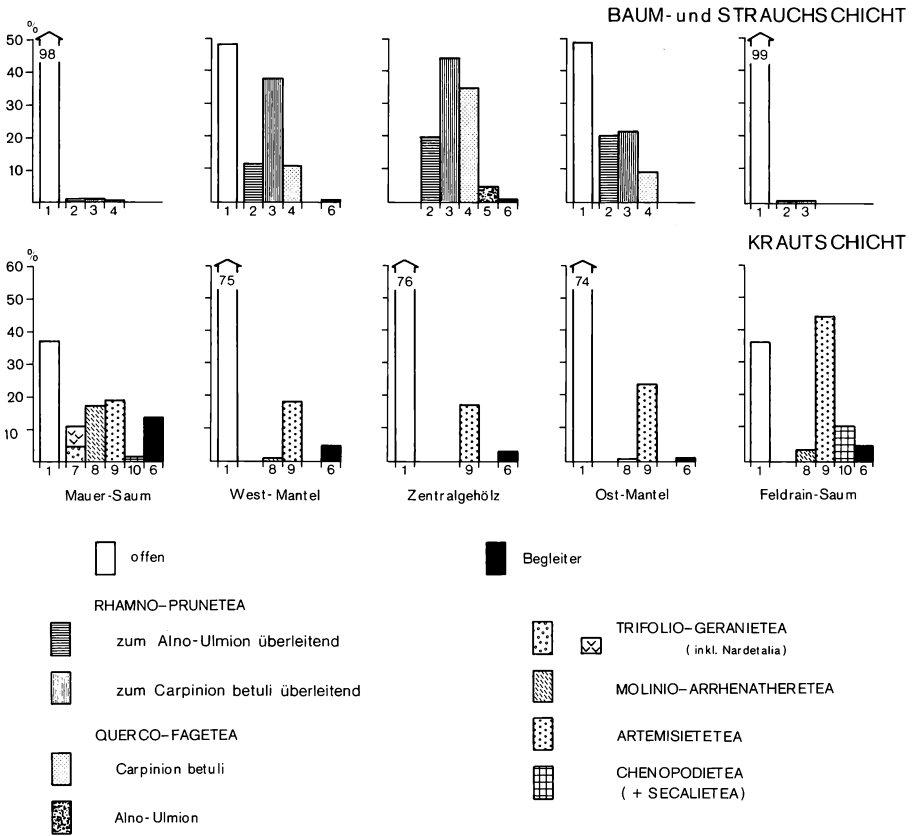 BAUM- und STRAUCHSCHICHT
%
50
40
30
20
10
98
99
1 2 3 4
1 2 3 4 6
2 3 4 5 6
1 2 3 4
1 2 3
KRAUTSCHICHT
%
60
50
40
30
20
10
75
76
74
1 7 8 9 10 6
1 8 9 6
1 9 6
1 8 9 6
1 8 9 10 6
Mauer-Saum
West-Mantel
Zentralgehölz
Ost-Mantel
Feldrain-Saum
offen
Begleiter
RHAMNO-PRUNETEA
zum Alno-Ulmion überleitend
zum Carpinion betuli überleitend
QUERCO-FAGETEA
Carpinion betuli
Alno-Ulmion
TRIFOLIO-GERANIETEA
(inkl. Nardetalia)
MOLINIO-ARRHENATHERETEA
ARTEMISIETETEA
CHENOPODIETEA
(+ SECALIETEA)